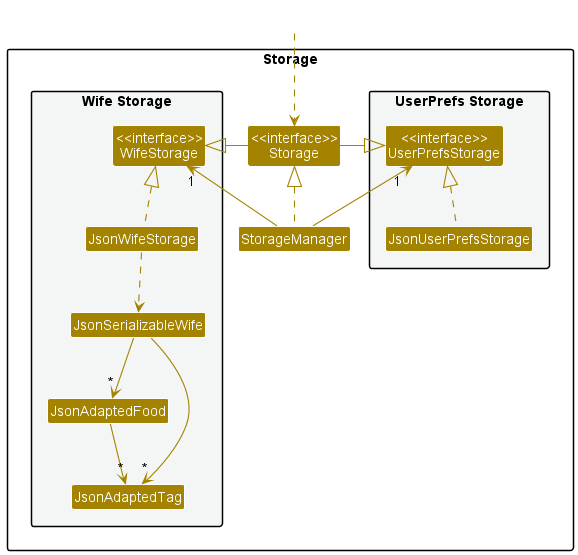 Storage
Wife Storage
UserPrefs Storage
<<interface>>
WifeStorage
<<interface>>
Storage
<<interface>>
UserPrefsStorage
1
1
JsonWifeStorage
StorageManager
JsonUserPrefsStorage
JsonSerializableWife
*
JsonAdaptedFood
*
*
JsonAdaptedTag